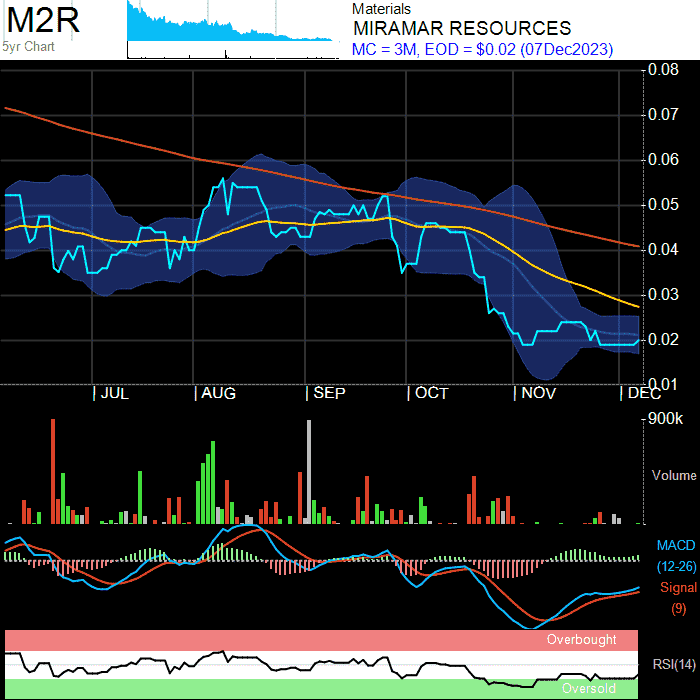 M2R
5yr Chart
Materials
MIRAMAR RESOURCES
MC = 3M, EOD = $0.02 (07Dec2023)
0.08
0.07
0.06
0.05
0.04
0.03
0.02
0.01
JUL AUG SEP OCT NOV DEC
900k
Volume
MACD
(12-26)
Signal
(9)
Overbought
RSI(14)
Oversold